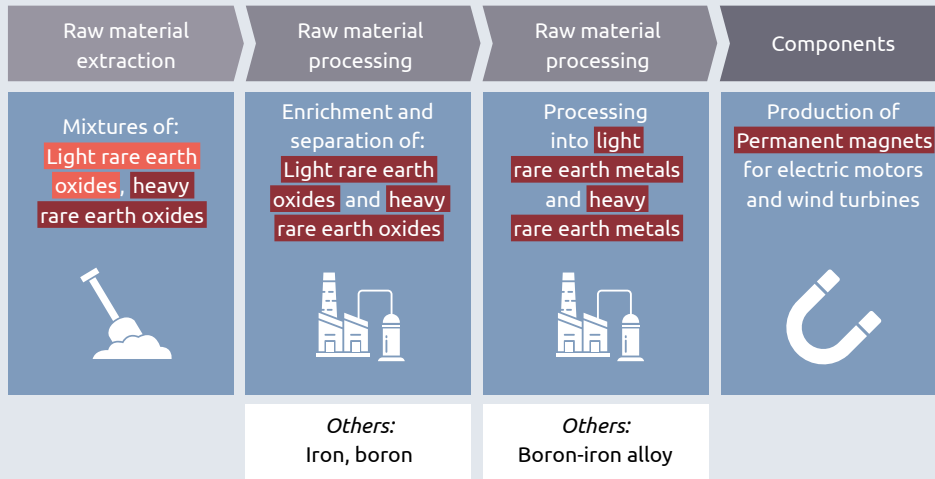 Raw material
extraction
Raw material
processing
Raw material
processing
Components
Mixtures of:
Light rare earth
oxides, heavy
rare earth oxides
Enrichment and
separation of:
Light rare earth
oxides and heavy
rare earth oxides
Processing
into light
rare earth metals
and heavy
rare earth metals
Production of
Permanent magnets
for electric motors
and wind turbines
Others:
Iron, boron
Others:
Boron-iron alloy